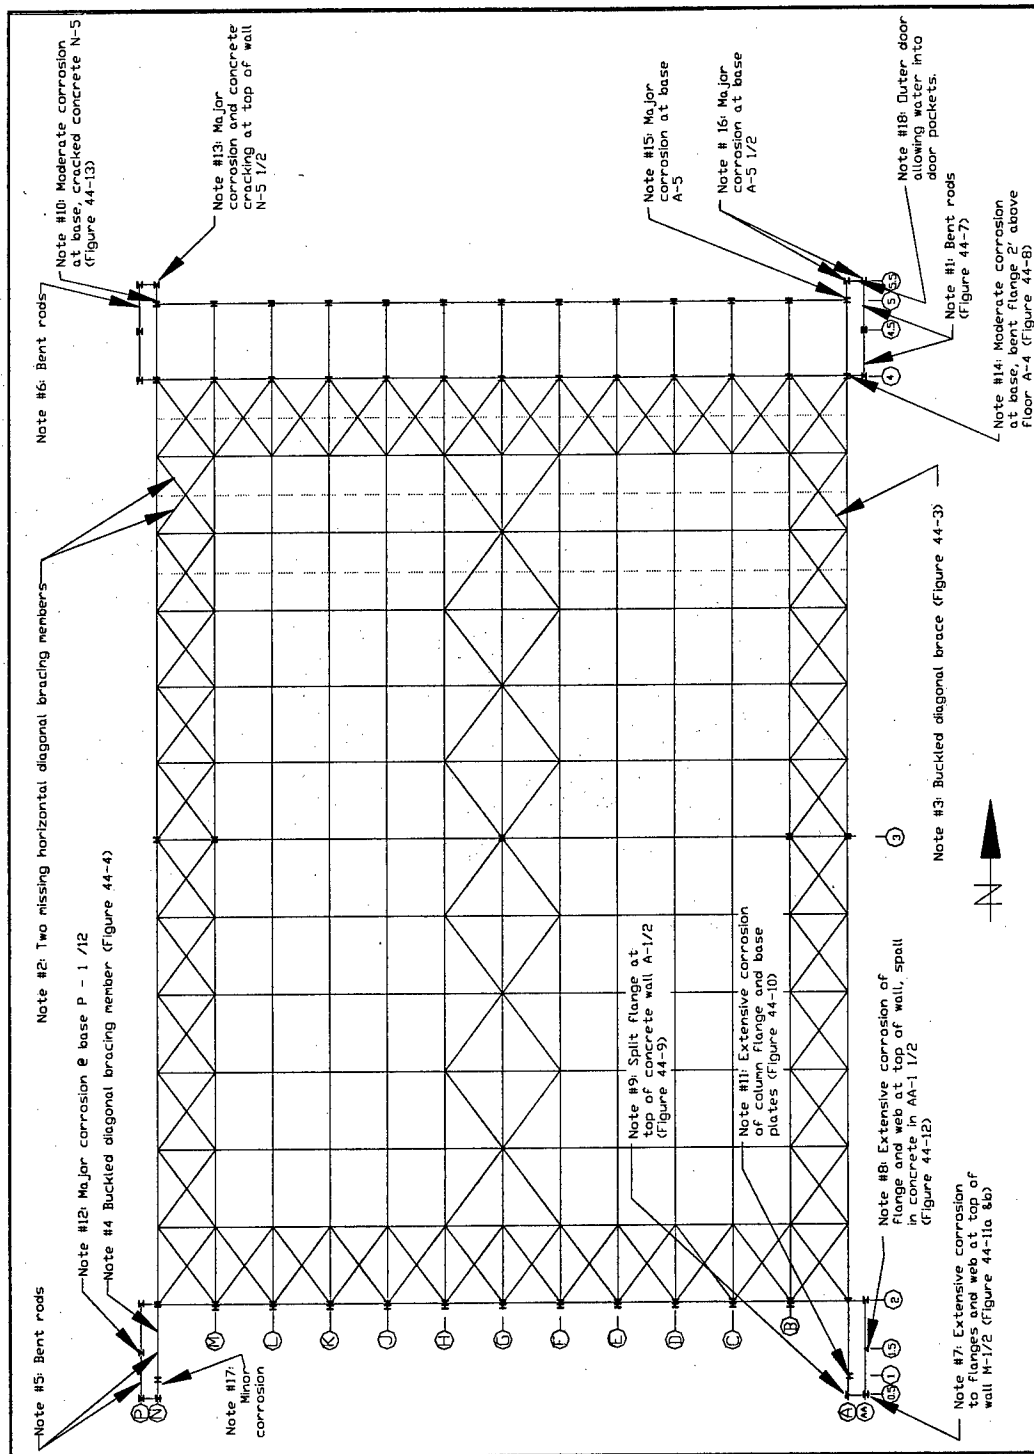 Note #5: Bent rods
Note #12: Major corrosion @ base P - 1 /12
Note #4 Buckled diagonal bracing member (Figure 44-4)
Note #2: Two missing horizontal diagonal bracing members
Note #6: Bent rods
Note #10: Moderate corrosion
at base, cracked concrete N-5
(Figure 44-13)
Note #13: Major
corrosion and concrete
cracking at top of wall
N-5 1/2
P
N
Note #17:
Minor
corrosion
M
L
K
J
H
G
F
E
D
C
B
A
AA
Note #9: Split flange at
top of concrete wall A-1/2
(Figure 44-9)
Note #11: Extensive corrosion
of column flange and base
plates (Figure 44-10)
Note #15: Major
corrosion at base
A-5
Note # 16: Major
corrosion at base
A-5 1/2
0.5
1
1.5
2
3
4
4.5
5
5.5
Note #7: Extensive corrosion
to flanges and web at top of
wall M-1/2 (Figure 44-11a &b)
Note #8: Extensive corrosion of
flange and web at top of wall, spall
in concrete in AA-1 1/2
(Figure 44-12)
N
Note #3: Buckled diagonal brace (Figure 44-3)
Note #14: Moderate corrosion
at base, bent flange 2' above
floor A-4 (Figure 44-8)
Note #1: Bent rods
(Figure 44-7)
Note #18: Outer door
allowing water into
door pockets.